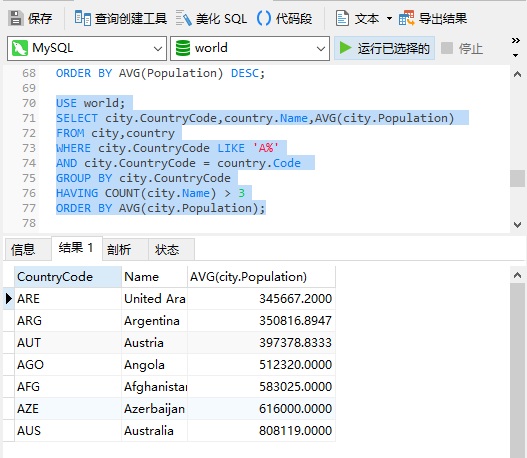 保存 查询创建工具 美化 SQL 代码段 文本 导出结果
MySQL world 运行已选择的 停止
68 ORDER BY AVG(Population) DESC;
69
70 USE world;
71 SELECT city.CountryCode,country.Name,AVG(city.Population)
72 FROM city,country
73 WHERE city.CountryCode LIKE 'A%'
74 AND city.CountryCode = country.Code
75 GROUP BY city.CountryCode
76 HAVING COUNT(city.Name) > 3
77 ORDER BY AVG(city.Population);
78
信息 结果 1 剖析 状态
CountryCode Name AVG(city.Population)
ARE United Ara 345667.2000
ARG Argentina 350816.8947
AUT Austria 397378.8333
AGO Angola 512320.0000
AFG Afghanistan 583025.0000
AZE Azerbaijan 616000.0000
AUS Australia 808119.0000